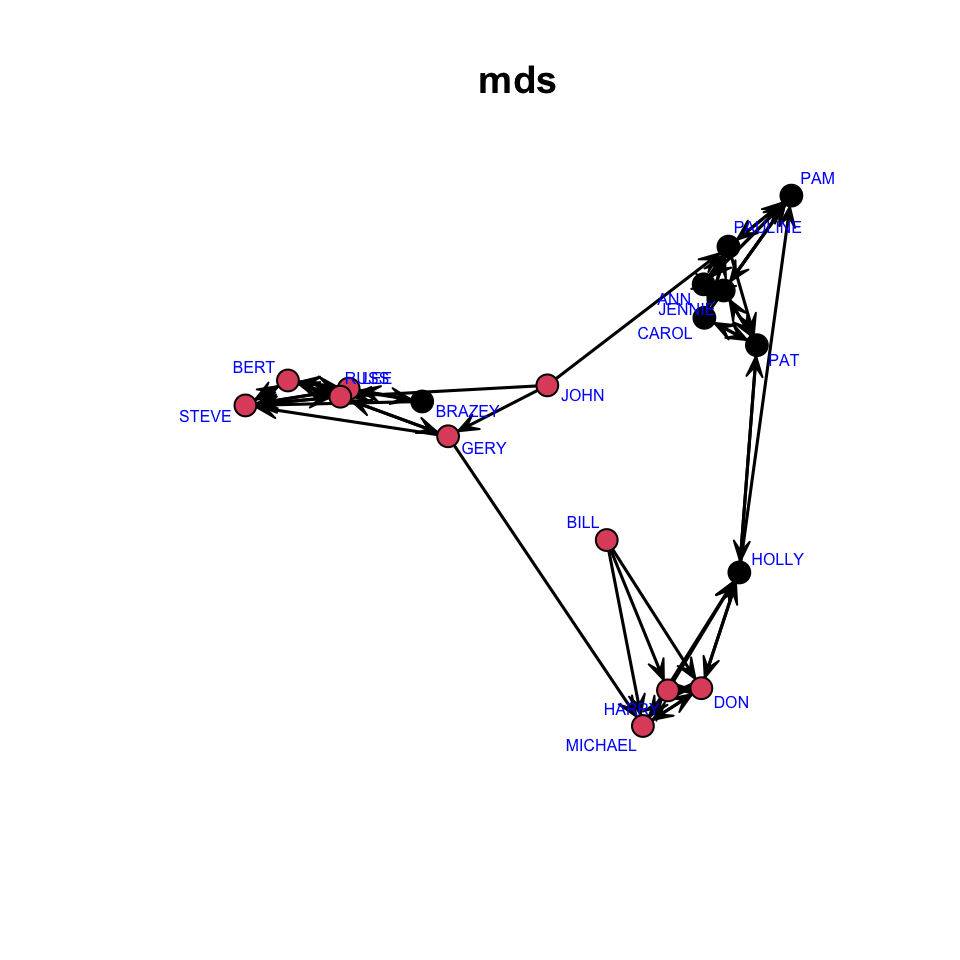 mds
PAM
PAULINE
ANN
JENNIE
CAROL
PAT
BERT
RUSS
LEE
JOHN
STEVE
BRAZEY
GERY
BILL
HOLLY
HARRY
DON
MICHAEL